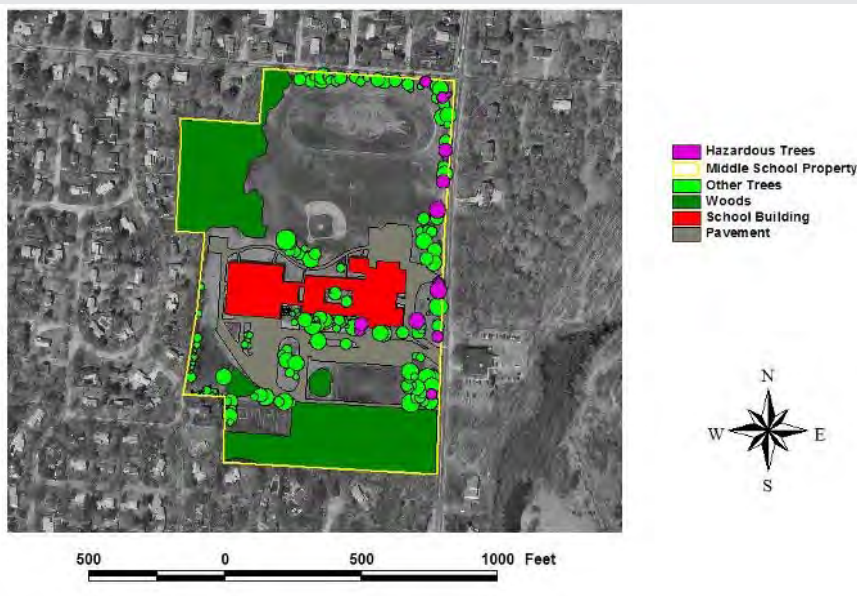 Hazardous Trees
Middle School Property
Other Trees
Woods
School Building
Pavement
N
W E
S
500 0 500 1000 Feet